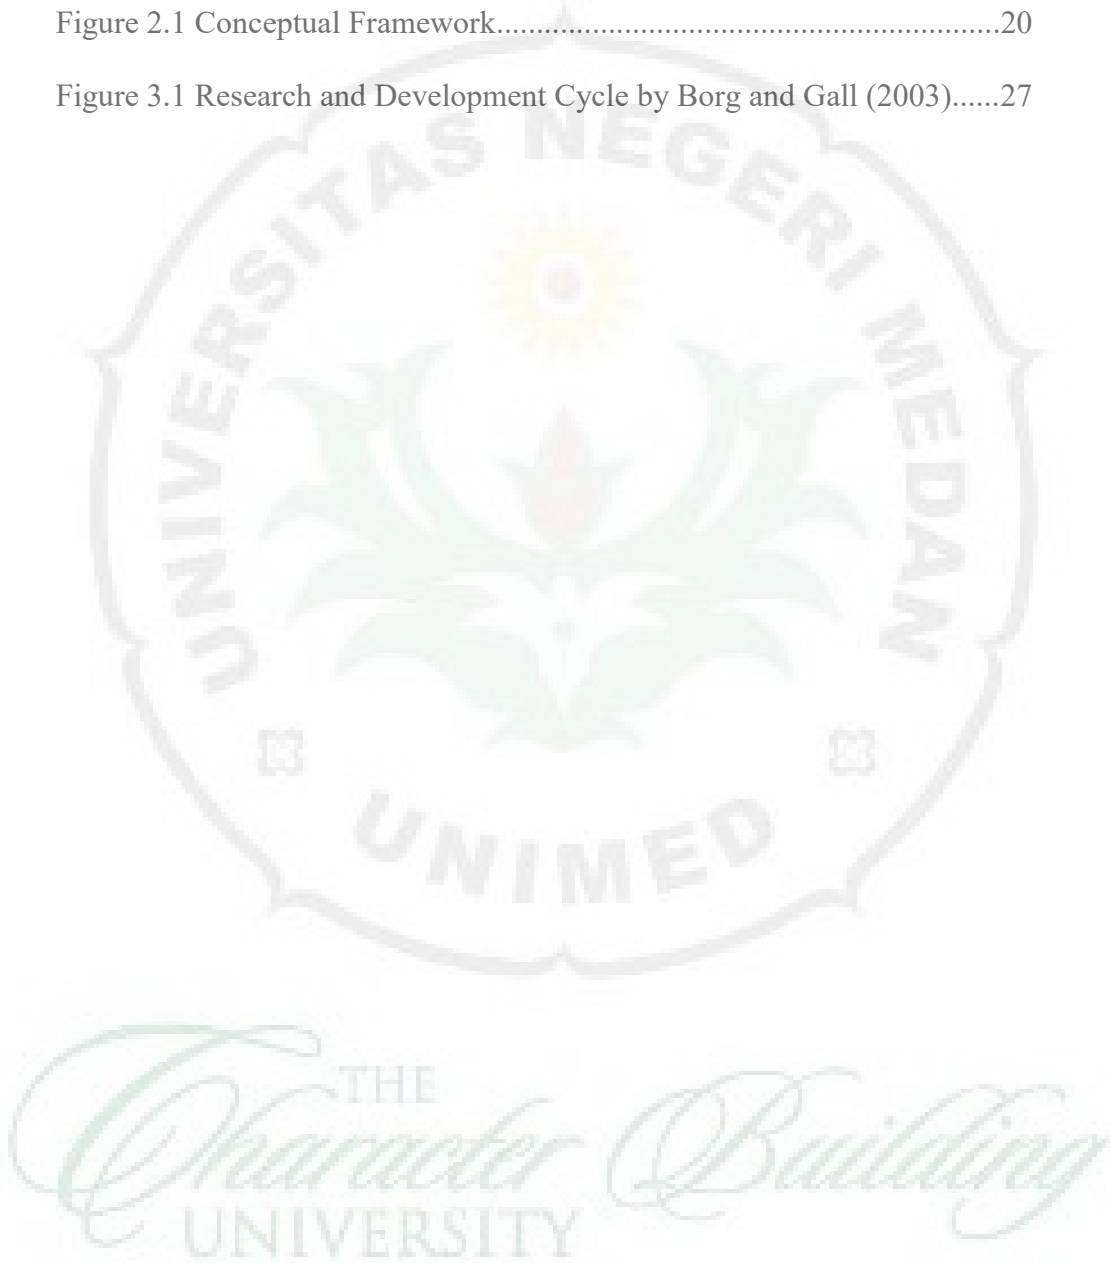 Figure 2.1 Conceptual Framework.................................................................20
Figure 3.1 Research and Development Cycle by Borg and Gall (2003)......27
UNIVERSITAS NEGERI MEDAN
UNIMED
THE
Character Building
UNIVERSITY